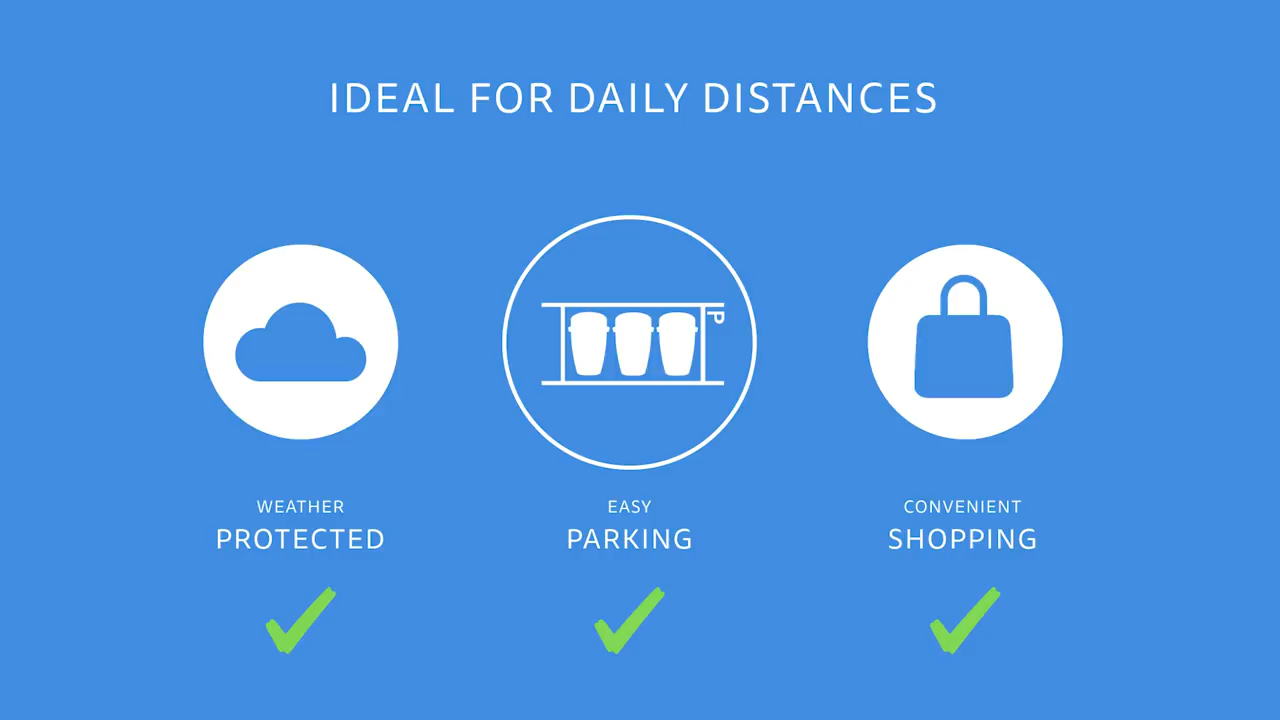 IDEAL FOR DAILY DISTANCES
P
WEATHER
PROTECTED
EASY
PARKING
CONVENIENT
SHOPPING